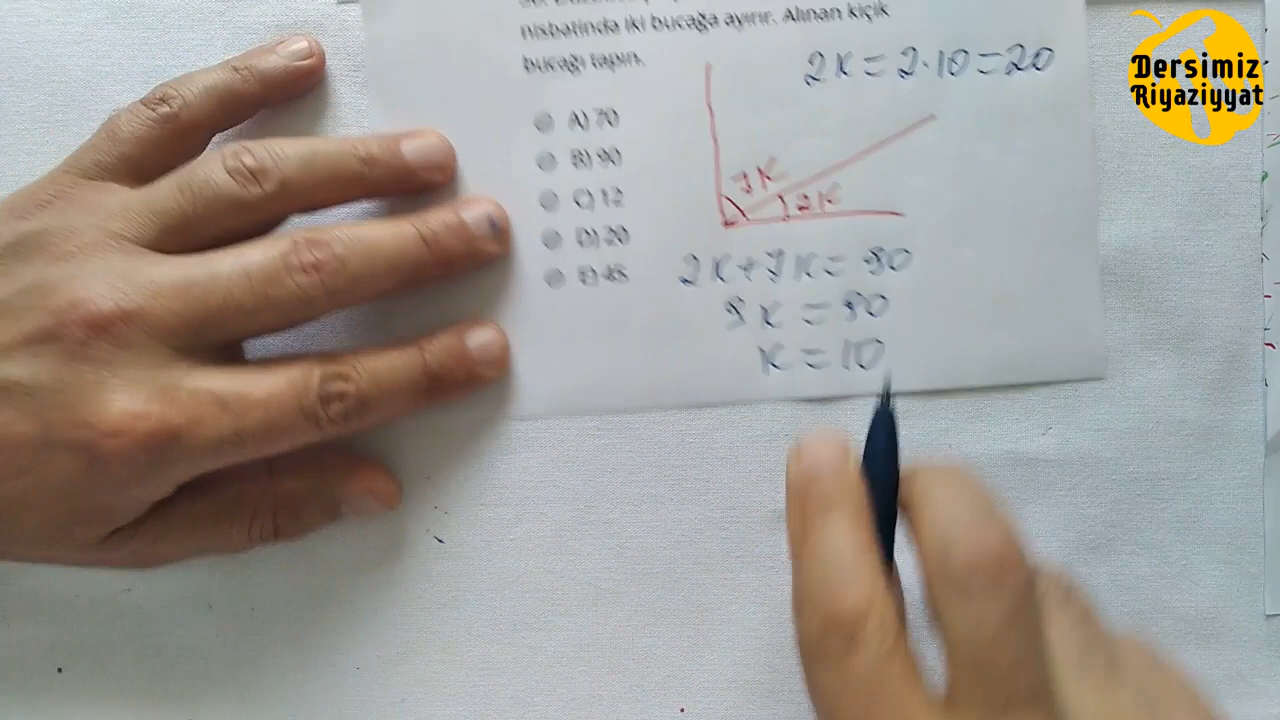 nisbətində iki bucağa ayırır. Alınan kiçik
bucağı tapın.
A) 70
B) 90
C) 12
D) 20
E) 45
2K = 2·10 = 20
7K
2K
2K+7K = 90
9K = 90
K = 10
Dersimiz
Riyaziyyat